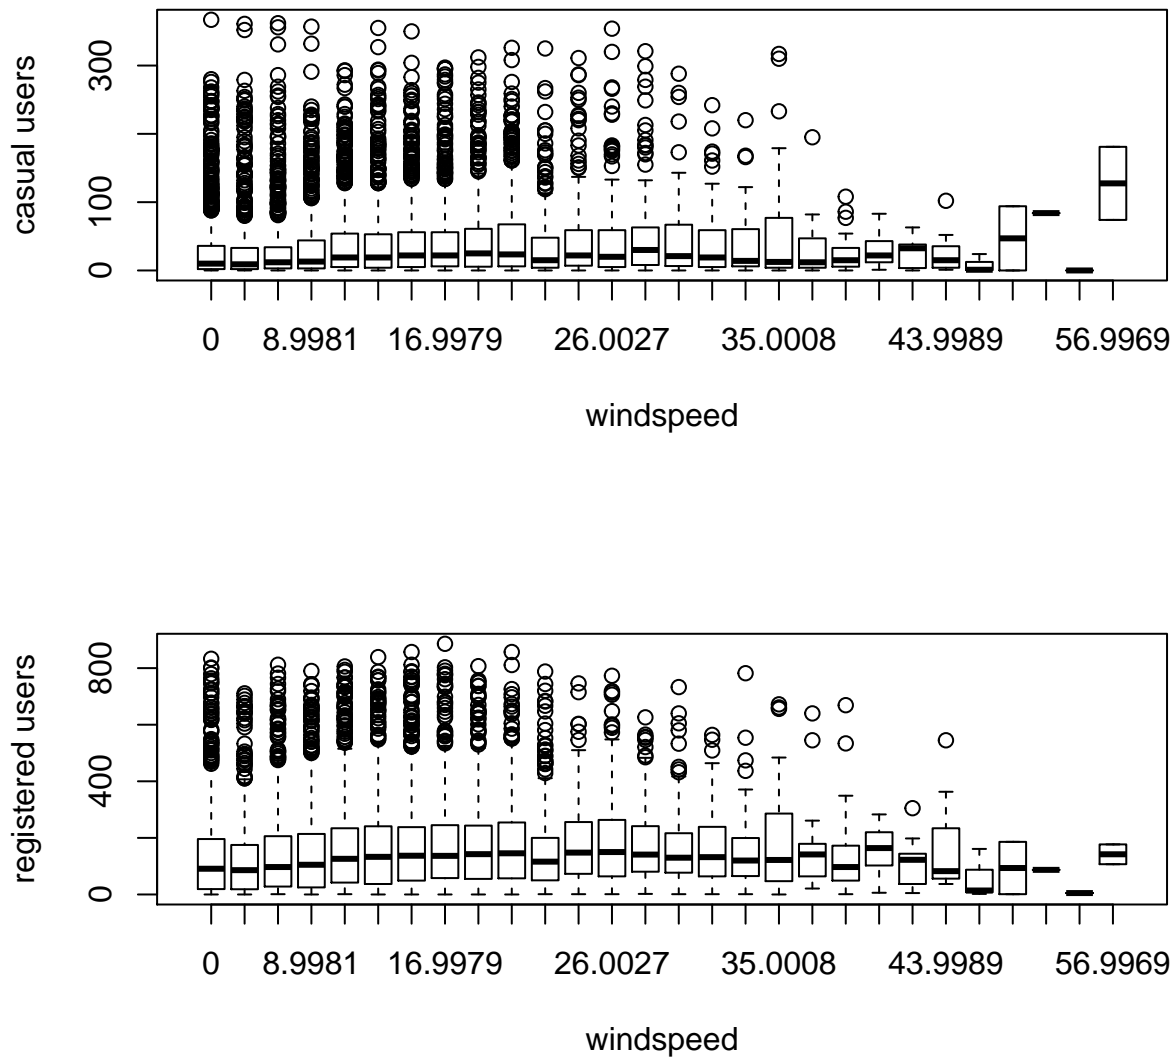 casual users
300
100
0
0 8.9981 16.9979 26.0027 35.0008 43.9989 56.9969
windspeed
registered users
800
400
0
0 8.9981 16.9979 26.0027 35.0008 43.9989 56.9969
windspeed